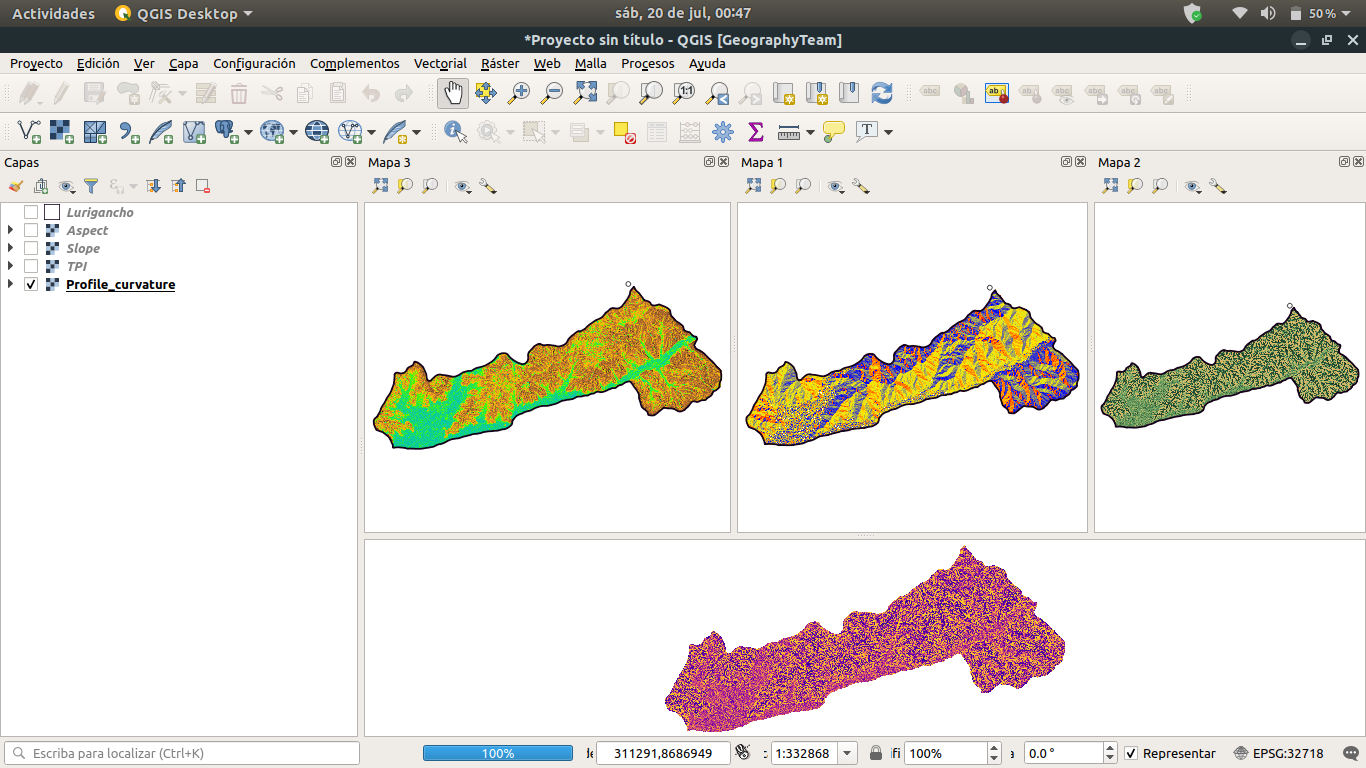 Actividades QGIS Desktop sáb, 20 de jul, 00:47 50 %
*Proyecto sin título - QGIS [GeographyTeam]
Proyecto Edición Ver Capa Configuración Complementos Vectorial Ráster Web Malla Procesos Ayuda
Capas
Mapa 3
Mapa 1
Mapa 2
Lurigancho
Aspect
Slope
TPI
Profile_curvature
Escriba para localizar (Ctrl+K) 100% 311291,8686949 1:332868 100% 0.0 ° Representar EPSG:32718